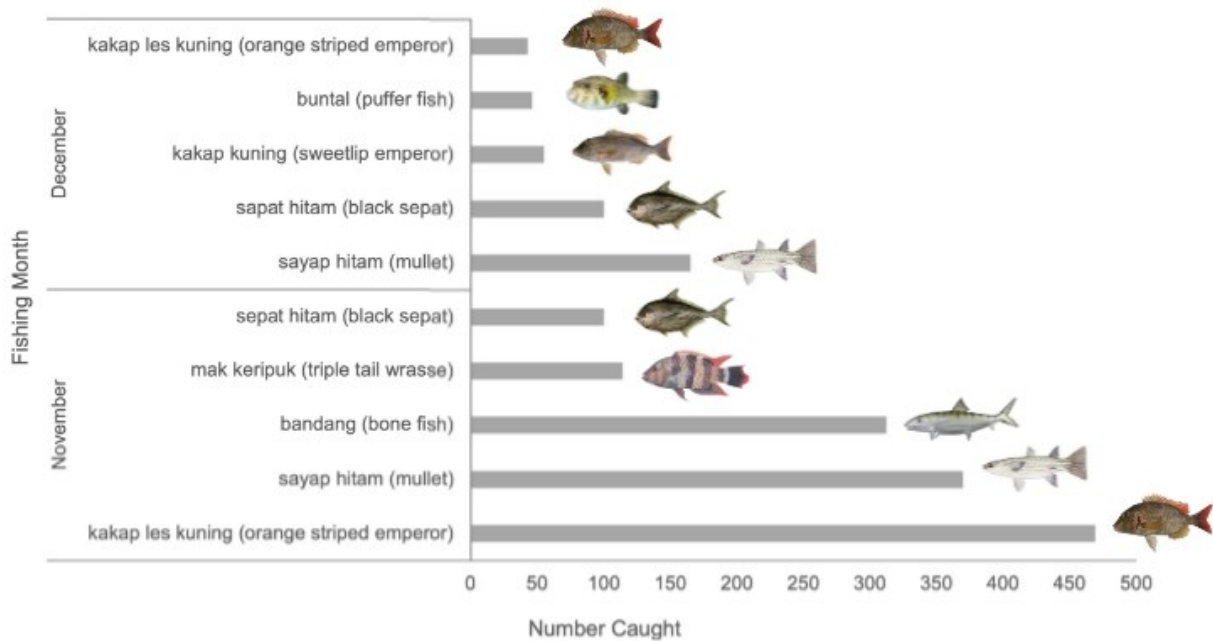 Fishing Month
December
kakap les kuning (orange striped emperor)
buntal (puffer fish)
kakap kuning (sweetlip emperor)
sapat hitam (black sepat)
sayap hitam (mullet)
November
sepat hitam (black sepat)
mak keripuk (triple tail wrasse)
bandang (bone fish)
sayap hitam (mullet)
kakap les kuning (orange striped emperor)
0 50 100 150 200 250 300 350 400 450 500
Number Caught